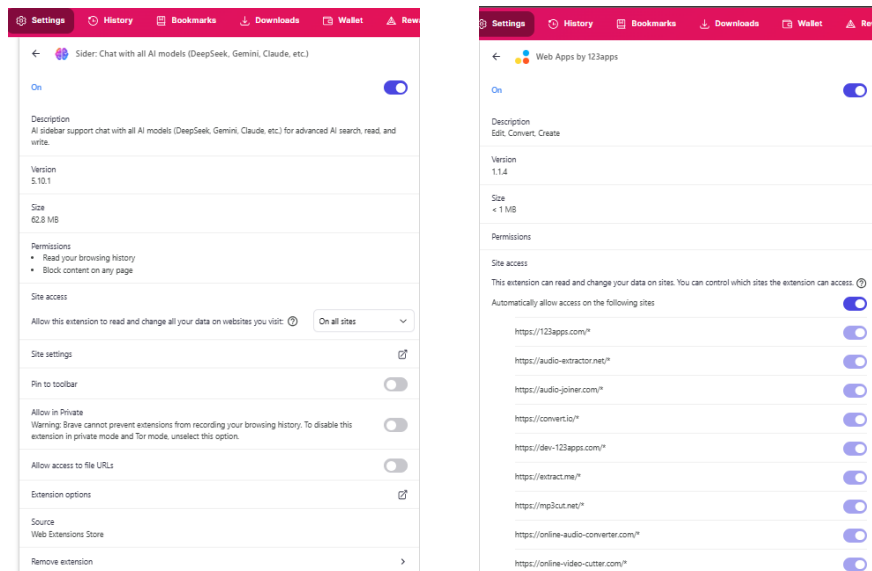 Settings
History
Bookmarks
Downloads
Wallet
Sider: Chat with all AI models (DeepSeek, Gemini, Claude, etc.)
On
Description
AI sidebar support chat with all AI models (DeepSeek, Gemini, Claude, etc.) for advanced AI search, read, and
write.
Version
5.10.1
Size
62.8 MB
Permissions
Read your browsing history
Block content on any page
Site access
Allow this extension to read and change all your data on websites you visit:
On all sites
Site settings
Pin to toolbar
Allow in Private
Warning: Brave cannot prevent extensions from recording your browsing history. To disable this
extension in private mode and Tor mode, unselect this option.
Allow access to file URLs
Extension options
Source
Web Extensions Store
Remove extension
Settings
History
Bookmarks
Downloads
Wallet
Web Apps by 123apps
On
Description
Edit, Convert, Create
Version
1.1.4
Size
< 1 MB
Permissions
Site access
This extension can read and change your data on sites. You can control which sites the extension can access.
Automatically allow access on the following sites
https://123apps.com/*
https://audio-extractor.net/*
https://audio-joiner.com/*
https://convert.io/*
https://dev-123apps.com/*
https://extract.me/*
https://mp3cut.net/*
https://online-audio-converter.com/*
https://online-video-cutter.com/*